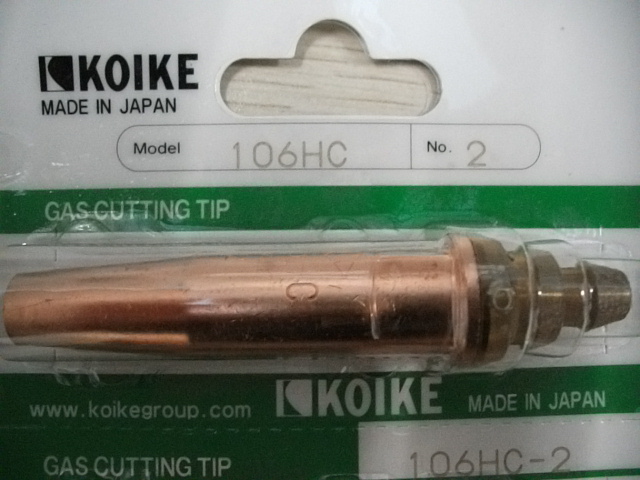 KOIKE
MADE IN JAPAN
Model 106HC No. 2
GAS CUTTING TIP
C
www.koikegroup.com KOIKE MADE IN JAPAN
GAS CUTTING TIP 106HC-2